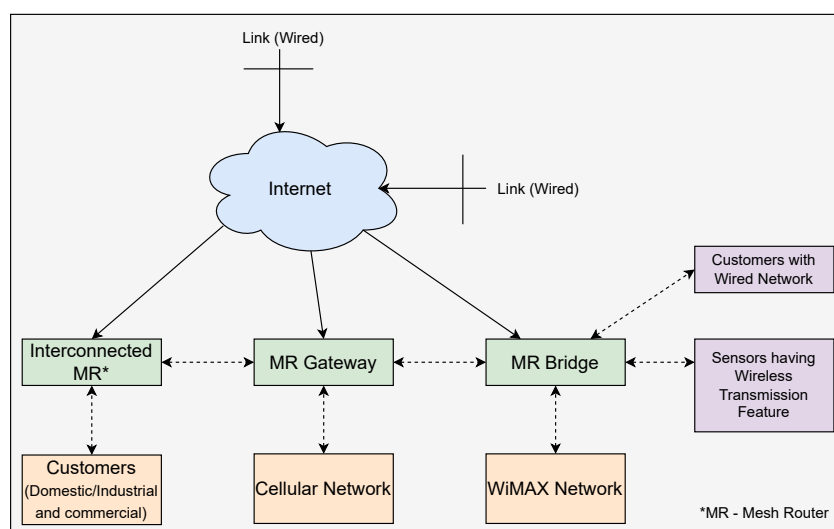 Link (Wired)
Internet
Link (Wired)
Customers with
Wired Network
Interconnected
MR*
MR Gateway
MR Bridge
Sensors having
Wireless
Transmission
Feature
Customers
(Domestic/Industrial
and commercial)
Cellular Network
WiMAX Network
*MR - Mesh Router